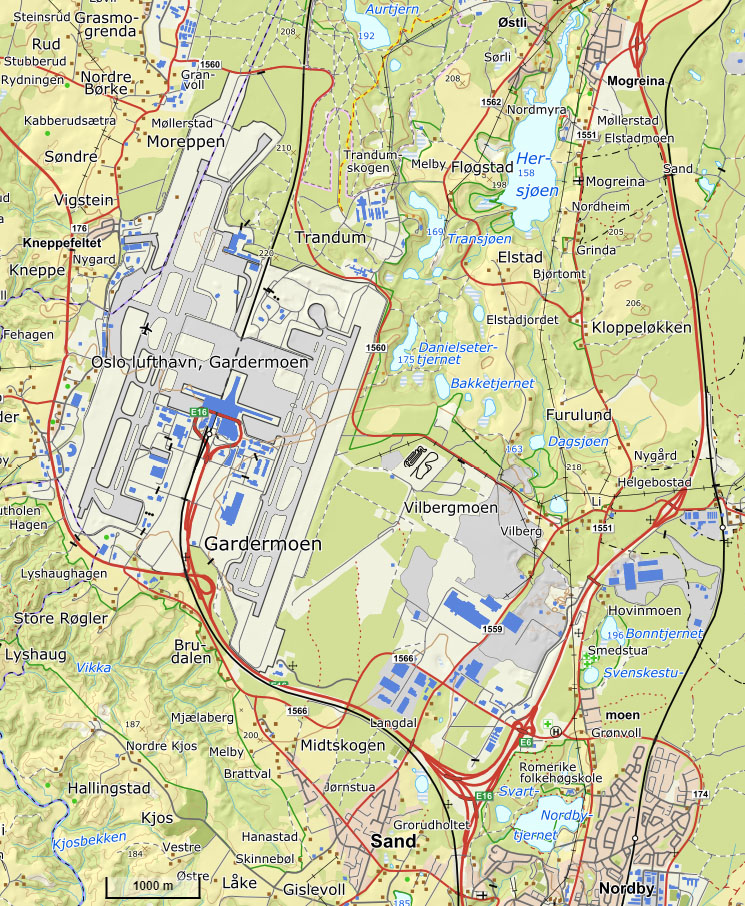 Løvli
Aurtjern
Steinsrud
Grasmo-
grenda
Østli
192
208
Rud
Stubberud
Sørli
1560
Rydningen
Nordre
Børke
Gran-
voll
208
Mogreina
1562
Nordmyra
Kabberudsætra
Møllerstad
Møllerstad
1551
Elstadmoen
Moreppen
210
Søndre
Trandum-
skogen
Melby
Fløgstad
Her-
sjøen
158
Sand
Mogreina
198
Vigstein
Nordheim
176
205
Kneppefeltet
Trandum
169
Transjøen
Nygard
220
Grinda
Kneppe
Elstad
Bjørtomt
206
Elstadjordet
Fehagen
Kloppeløkken
1560
Danielseter-
tjernet
175
Oslo lufthavn, Gardermoen
Bakketjernet
E16
Furulund
Dagsjøen
163
Nygård
218
Helgebostad
Hagen
Vilbergmoen
Li
Vilberg
1551
Gardermoen
Lyshaughagen
Hovinmoen
Store Røgler
1559
196
Bonntjernet
Lyshaug
Bru-
dalen
Smedstua
1566
Vikka
Svenskestu-
moen
1566
Mjælaberg
187
Langdal
H
Grønvoll
200
Nordre Kjos
Melby
Midtskogen
E6
Brattval
Romerike
folkehøgskole
Hallingstad
Jørnstua
Svart-
E16
174
Nordby-
tjernet
Kjos
Grorudholtet
Kjosbekken
Hanastad
Sand
184
Vestre
Skinnebøl
Østre
Låke
Gislevoll
Nordby
1000 m
185